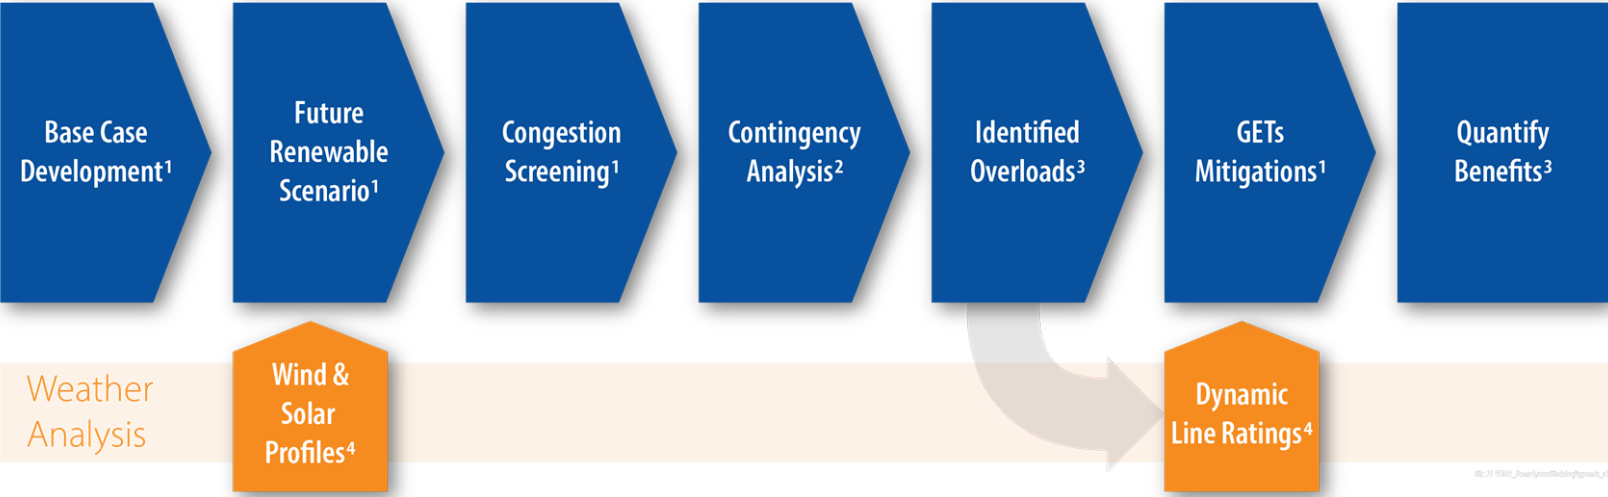 Base Case
Development¹
Future
Renewable
Scenario¹
Congestion
Screening¹
Contingency
Analysis²
Identified
Overloads³
GETs
Mitigations¹
Quantify
Benefits³
Weather
Analysis
Wind &
Solar
Profiles⁴
Dynamic
Line Ratings⁴